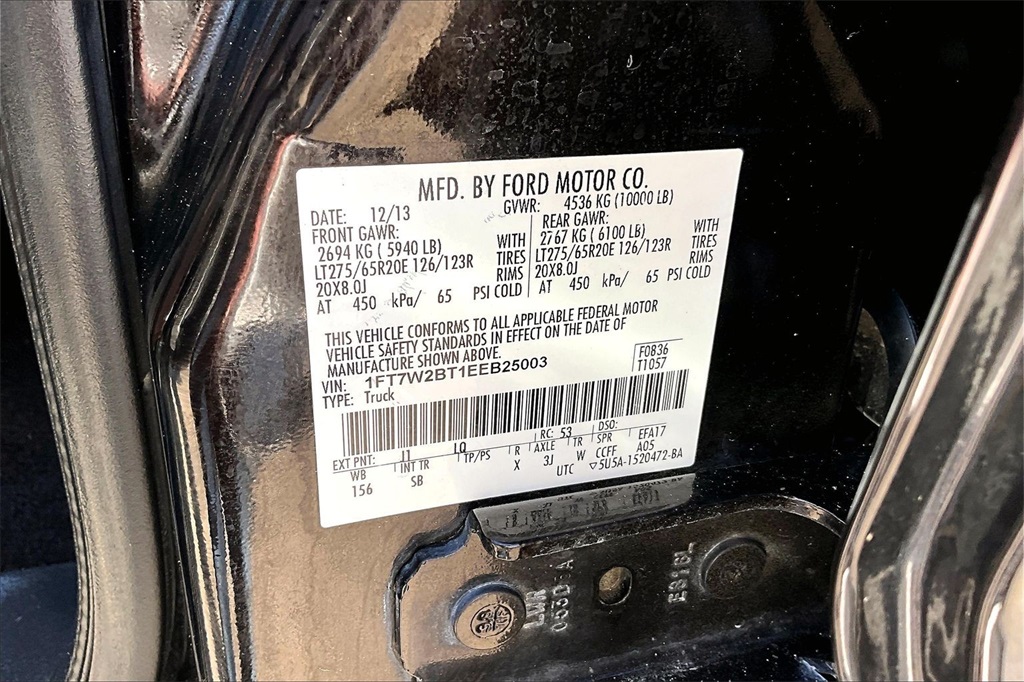 MFD. BY FORD MOTOR CO.
DATE: 12/13 GVWR: 4536 KG (10000 LB)
FRONT GAWR: REAR GAWR:
2694 KG ( 5940 LB) WITH 2767 KG ( 6100 LB) WITH
LT275/65R20E 126/123R TIRES LT275/65R20E 126/123R TIRES
20X8.0J RIMS 20X8.0J RIMS
AT 450 kPa/ 65 PSI COLD AT 450 kPa/ 65 PSI COLD
THIS VEHICLE CONFORMS TO ALL APPLICABLE FEDERAL MOTOR
VEHICLE SAFETY STANDARDS IN EFFECT ON THE DATE OF
MANUFACTURE SHOWN ABOVE.
VIN: 1FT7W2BT1EEB25003 F0836
TYPE: Truck T1057
EXT PNT: J1 LQ RC: 53 DSO:
WB INT TR TP/PS R AXLE TR SPR EFA17
156 SB X 3J W CCFF A05
UTC ▽5U5A-1520472-BA
LWR